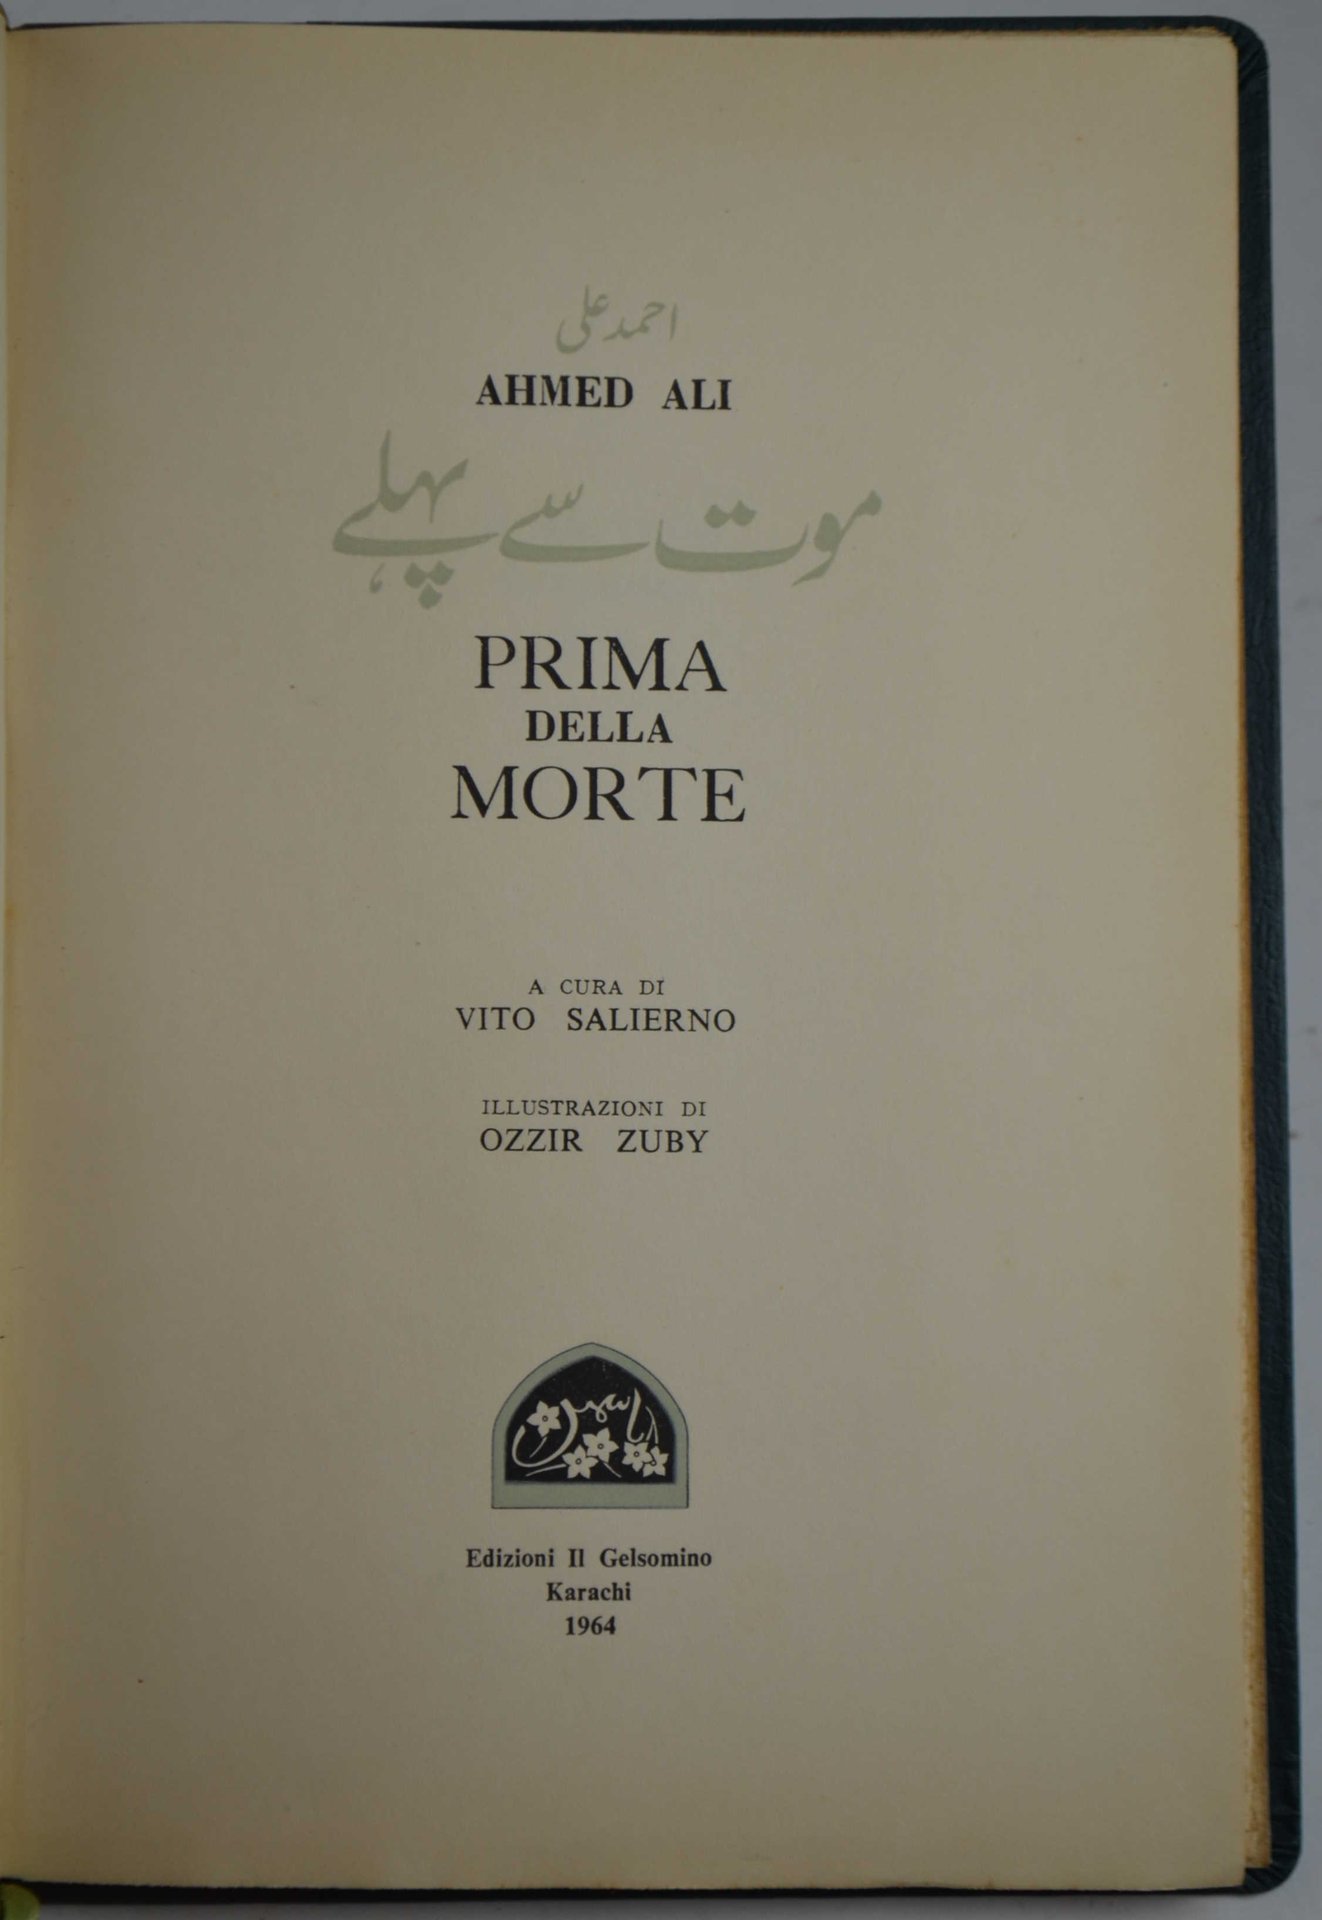 احمد علی
AHMED ALI
موت سے پہلے
PRIMA
DELLA
MORTE
A CURA DI
VITO SALIERNO
ILLUSTRAZIONI DI
OZZIR ZUBY
Edizioni Il Gelsomino
Karachi
1964